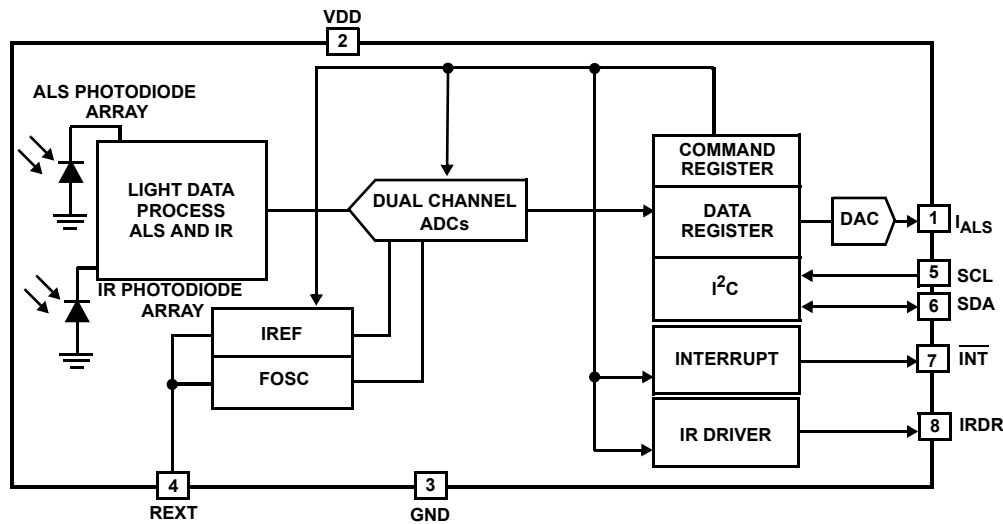 VDD
2
ALS PHOTODIODE
ARRAY
LIGHT DATA
PROCESS
ALS AND IR
IR PHOTODIODE
ARRAY
DUAL CHANNEL
ADCs
IREF
FOSC
COMMAND
REGISTER
DATA
REGISTER
I²C
DAC
INTERRUPT
IR DRIVER
1 I_ALS
5 SCL
6 SDA
7 I̅N̅T̅
8 IRDR
4
REXT
3
GND